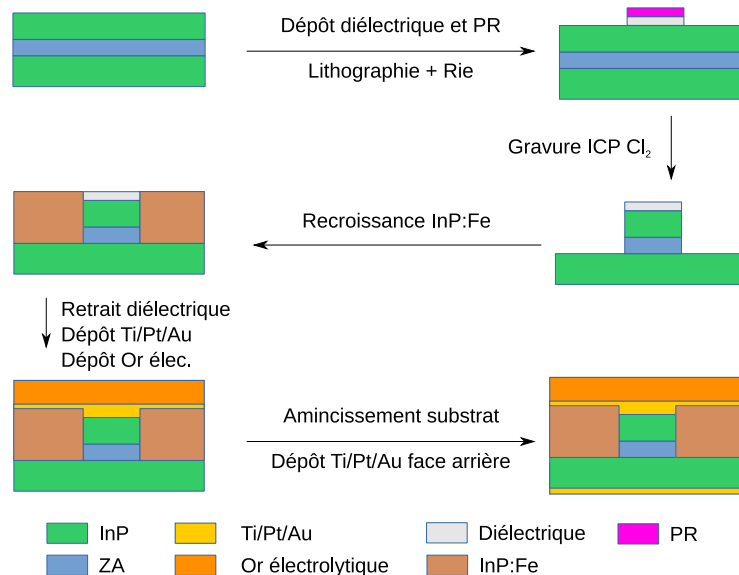 Dépôt diélectrique et PR
Lithographie + Rie
Gravure ICP Cl₂
Recroissance InP:Fe
Retrait diélectrique
Dépôt Ti/Pt/Au
Dépôt Or élec.
Amincissement substrat
Dépôt Ti/Pt/Au face arrière
InP Ti/Pt/Au Diélectrique PR
ZA Or électrolytique InP:Fe